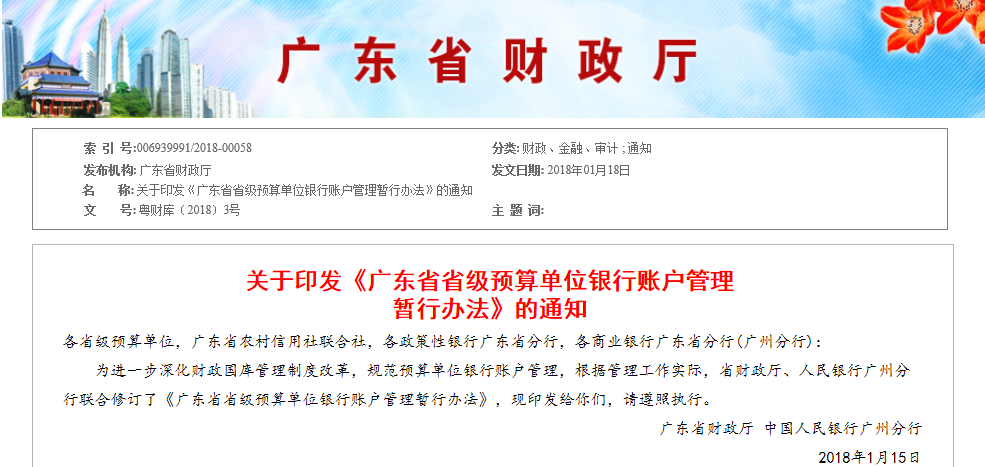 广东省财政厅
索 引 号:006939991/2018-00058 分类: 财政、金融、审计 ; 通知
发布机构: 广东省财政厅 发文日期: 2018年01月18日
名 称: 关于印发《广东省省级预算单位银行账户管理暂行办法》的通知
文 号: 粤财库（2018）3号 主 题 词:
关于印发《广东省省级预算单位银行账户管理
暂行办法》的通知
各省级预算单位，广东省农村信用社联合社，各政策性银行广东省分行，各商业银行广东省分行(广州分行)：
为进一步深化财政国库管理制度改革，规范预算单位银行账户管理，根据管理工作实际，省财政厅、人民银行广州分
行联合修订了《广东省省级预算单位银行账户管理暂行办法》，现印发给你们，请遵照执行。
广东省财政厅 中国人民银行广州分行
2018年1月15日